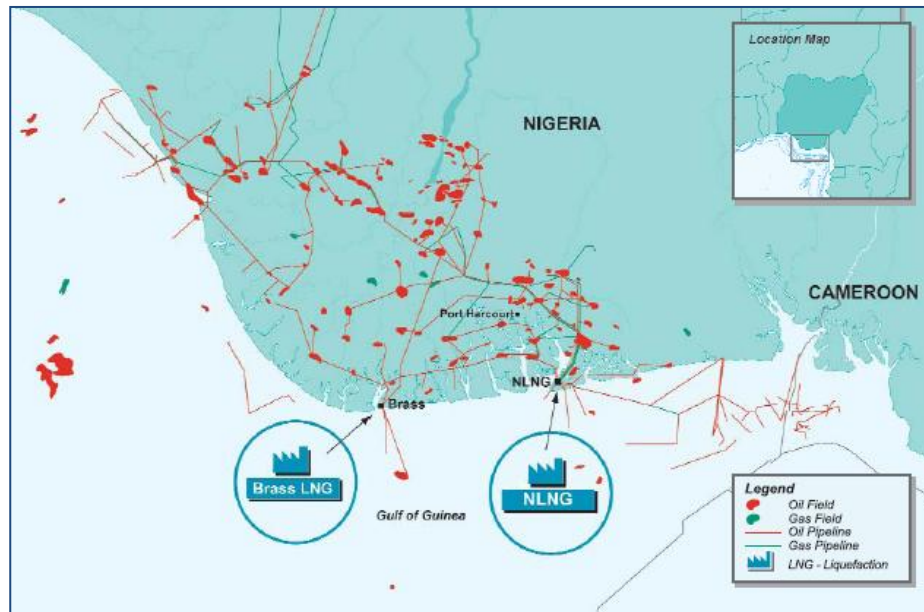 Location Map
NIGERIA
CAMEROON
Port Harcourt
NLNG
Brass
Brass LNG
NLNG
Gulf of Guinea
Legend
Oil Field
Gas Field
Oil Pipeline
Gas Pipeline
LNG - Liquefaction